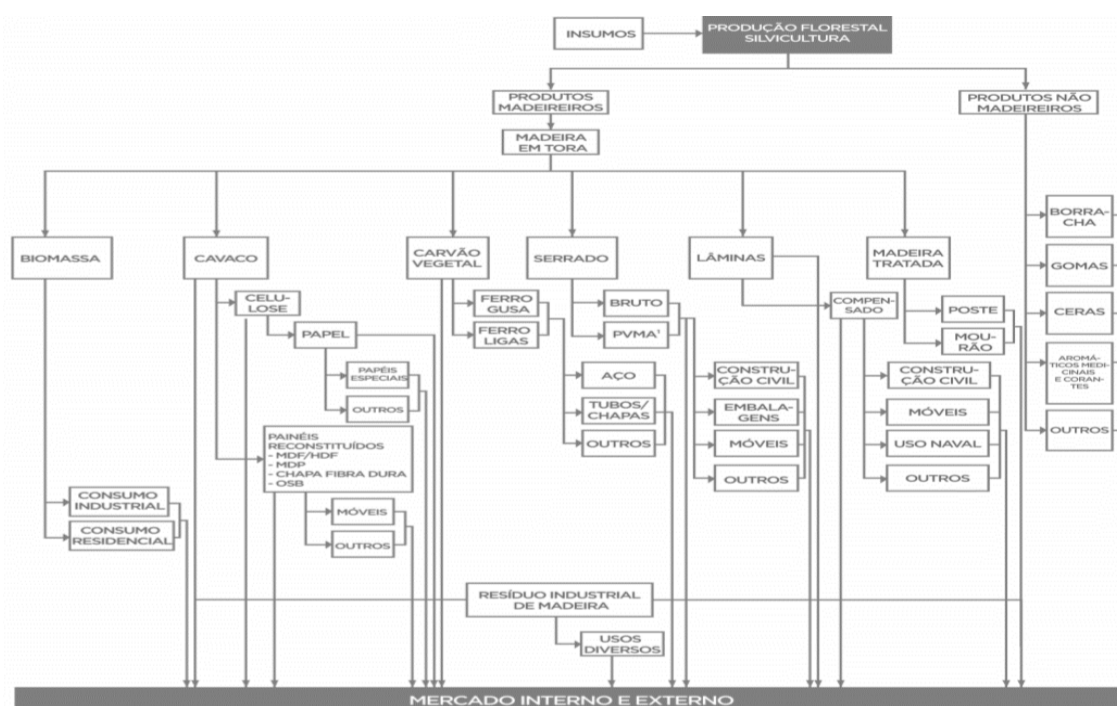 INSUMOS
PRODUÇÃO FLORESTAL
SILVICULTURA
PRODUTOS
MADEIREIROS
PRODUTOS NÃO
MADEIREIROS
MADEIRA
EM TORA
BIOMASSA
CAVACO
CARVÃO
VEGETAL
SERRADO
LÂMINAS
MADEIRA
TRATADA
BORRA-
CHA
GOMAS
CERAS
AROMÁ-
TICOS MEDI-
CINAIS
E CORAN-
TES
OUTROS
CELU-
LOSE
PAPEL
PAPÉIS
ESPECIAIS
OUTROS
PAINÉIS
RECONSTITUÍDOS
- MDF/HDF
- MDP
- CHAPA FIBRA DURA
- OSB
MÓVEIS
OUTROS
CONSUMO
INDUSTRIAL
CONSUMO
RESIDENCIAL
FERRO
GUSA
FERRO
LIGAS
BRUTO
PVMA¹
AÇO
TUBOS/
CHAPAS
OUTROS
CONSTRU-
ÇÃO CIVIL
EMBALA-
GENS
MÓVEIS
OUTROS
COMPEN-
SADO
POSTE
MOU-
RÃO
CONSTRU-
ÇÃO CIVIL
MÓVEIS
USO NAVAL
OUTROS
RESÍDUO INDUSTRIAL
DE MADEIRA
USOS
DIVERSOS
MERCADO INTERNO E EXTERNO